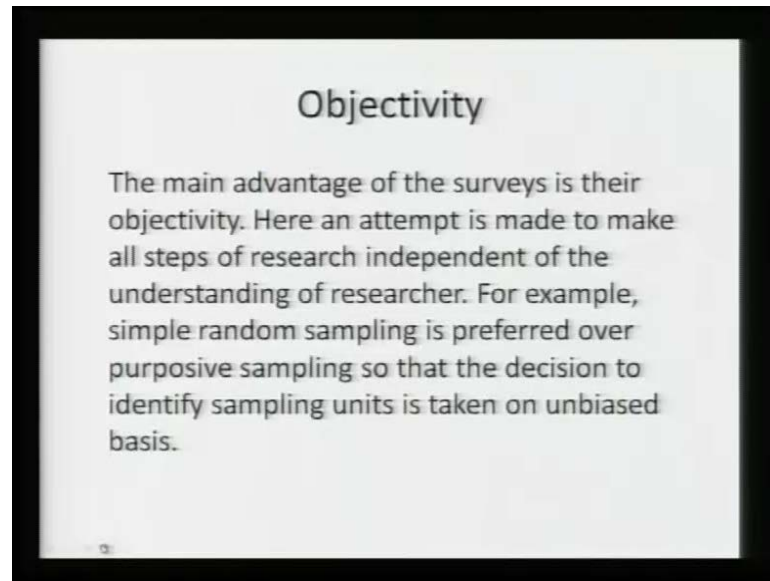 Objectivity
The main advantage of the surveys is their
objectivity. Here an attempt is made to make
all steps of research independent of the
understanding of researcher. For example,
simple random sampling is preferred over
purposive sampling so that the decision to
identify sampling units is taken on unbiased
basis.